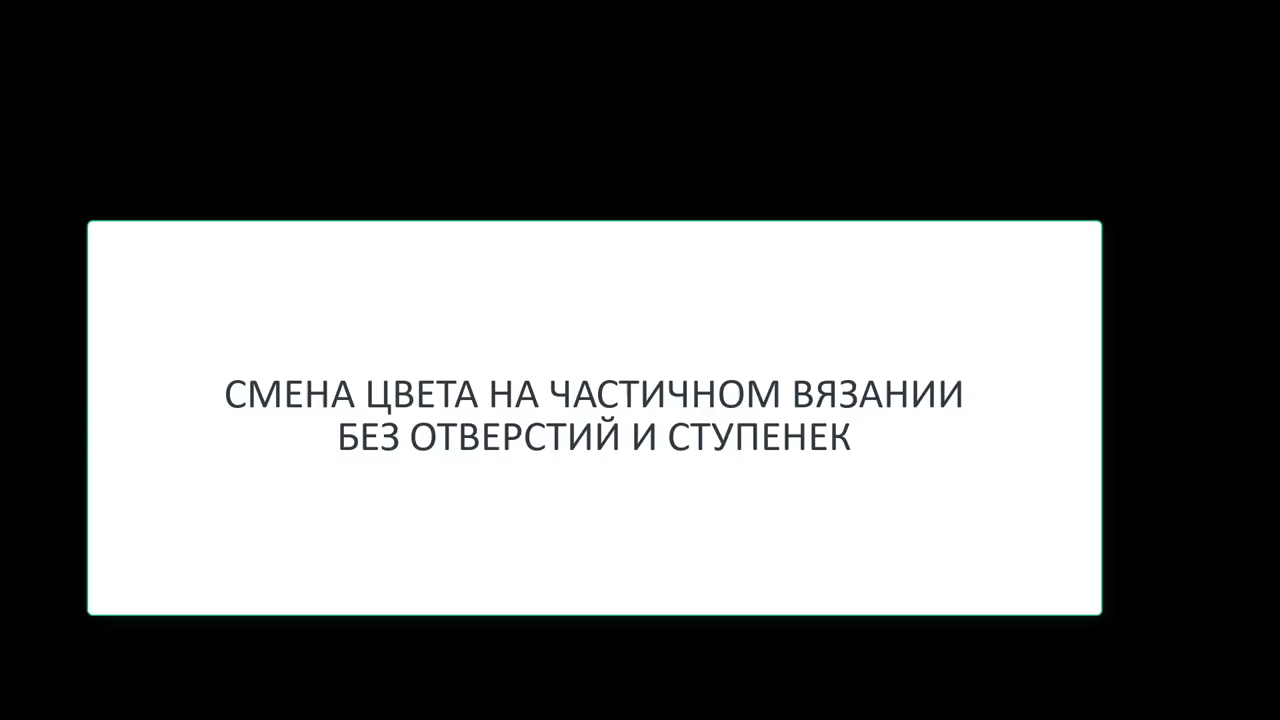 СМЕНА ЦВЕТА НА ЧАСТИЧНОМ ВЯЗАНИИ
БЕЗ ОТВЕРСТИЙ И СТУПЕНЕК